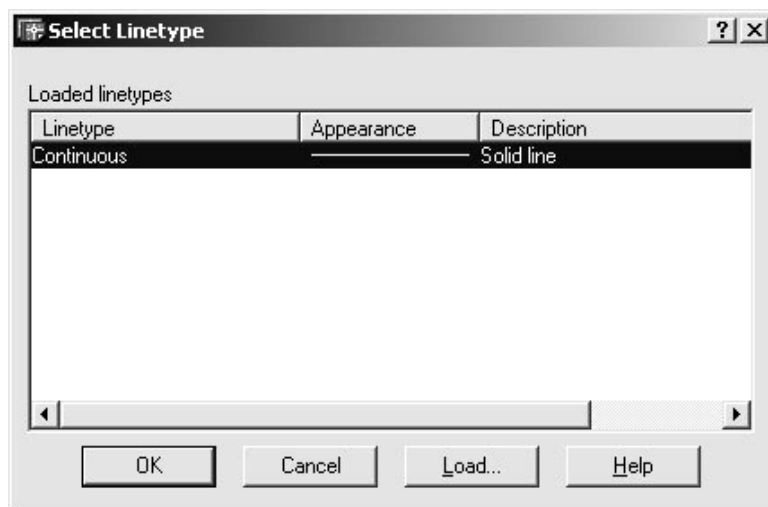 Select Linetype
Loaded linetypes
Linetype Appearance Description
Continuous Solid line
OK Cancel Load... Help